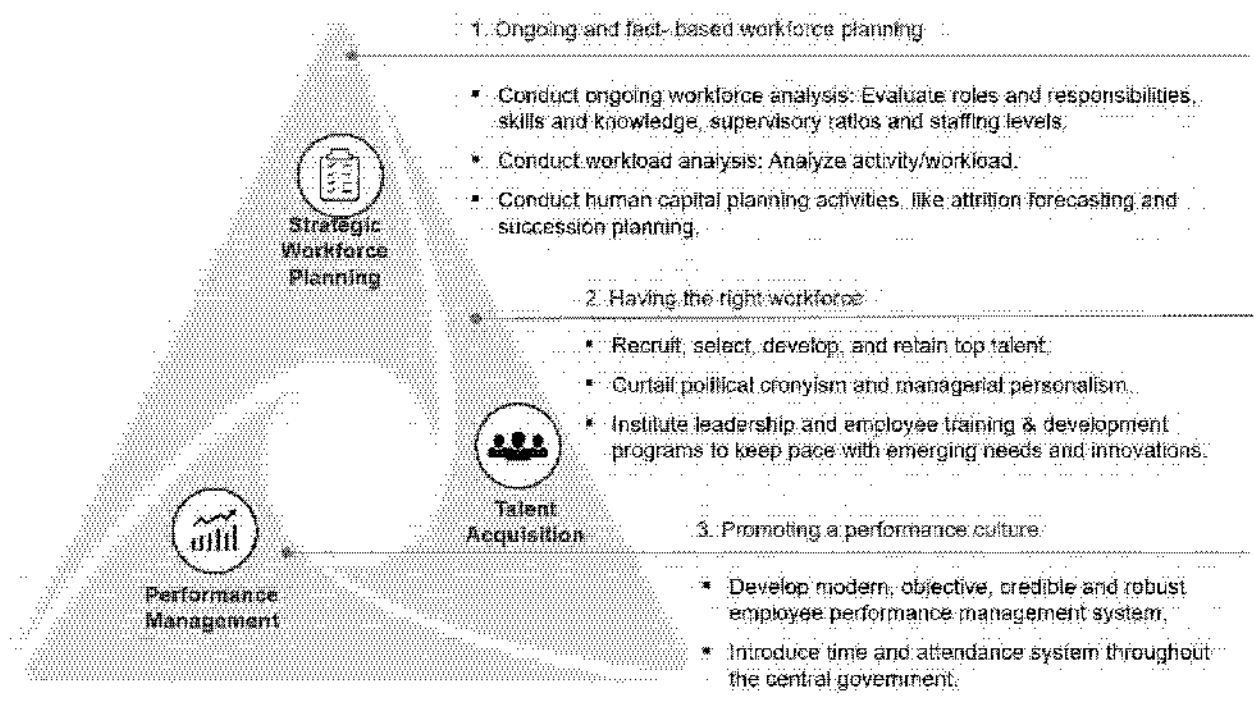 1. Ongoing and fact- based workforce planning
▪ Conduct ongoing workforce analysis: Evaluate roles and responsibilities,
skills and knowledge, supervisory ratios and staffing levels.
▪ Conduct workload analysis: Analyze activity/workload.
▪ Conduct human capital planning activities, like attrition forecasting and
succession planning.
Strategic
Workforce
Planning
2. Having the right workforce
▪ Recruit, select, develop, and retain top talent.
▪ Curtail political cronyism and managerial personalism.
▪ Institute leadership and employee training & development
programs to keep pace with emerging needs and innovations.
Talent
Acquisition
3. Promoting a performance culture
▪ Develop modern, objective, credible and robust
employee performance management system.
▪ Introduce time and attendance system throughout
the central government.
Performance
Management